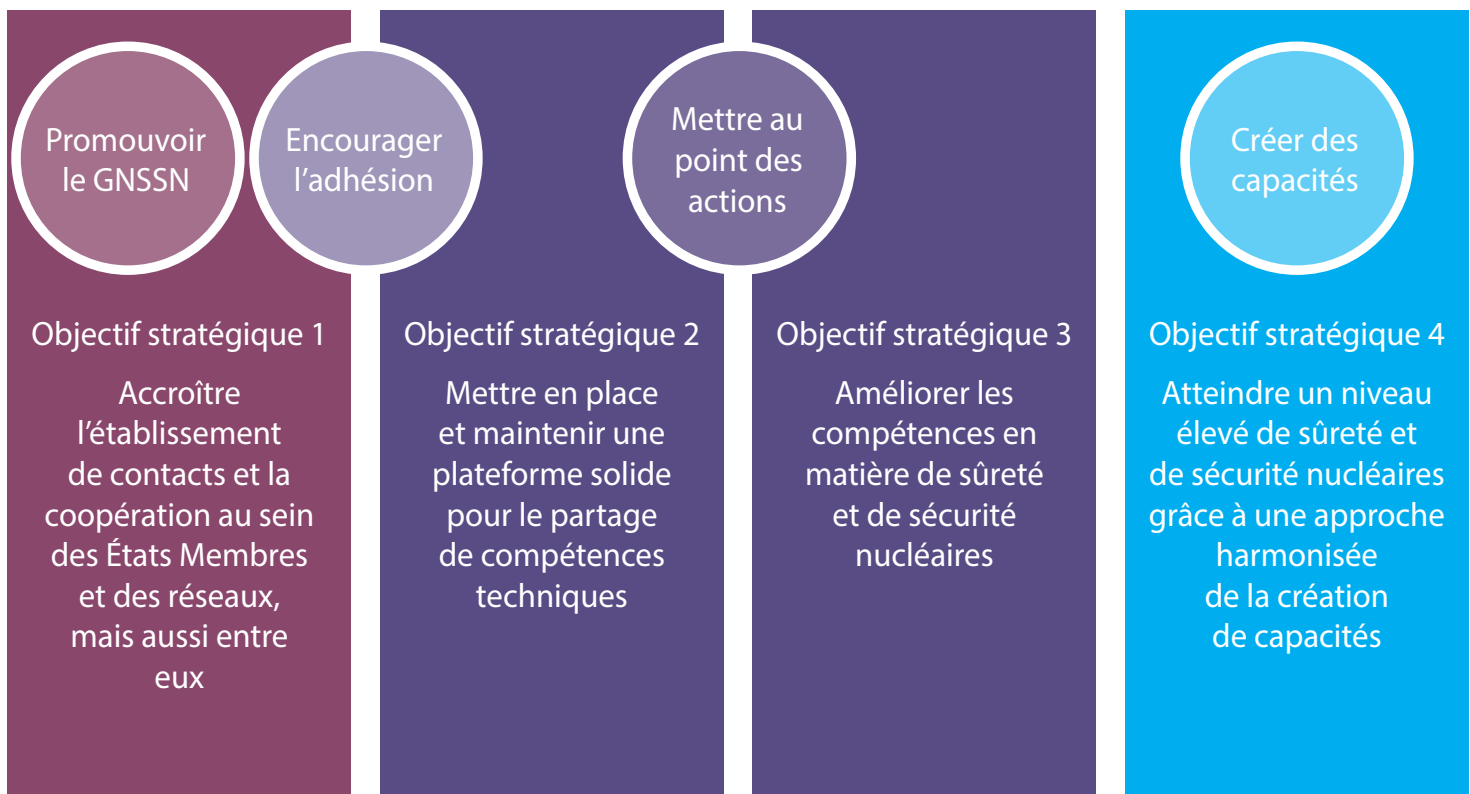 Promouvoir
le GNSSN
Encourager
l’adhésion
Mettre au
point des
actions
Créer des
capacités
Objectif stratégique 1
Accroître
l’établissement
de contacts et la
coopération au sein
des États Membres
et des réseaux,
mais aussi entre
eux
Objectif stratégique 2
Mettre en place
et maintenir une
plateforme solide
pour le partage
de compétences
techniques
Objectif stratégique 3
Améliorer les
compétences en
matière de sûreté
et de sécurité
nucléaires
Objectif stratégique 4
Atteindre un niveau
élevé de sûreté et
de sécurité nucléaires
grâce à une approche
harmonisée
de la création
de capacités